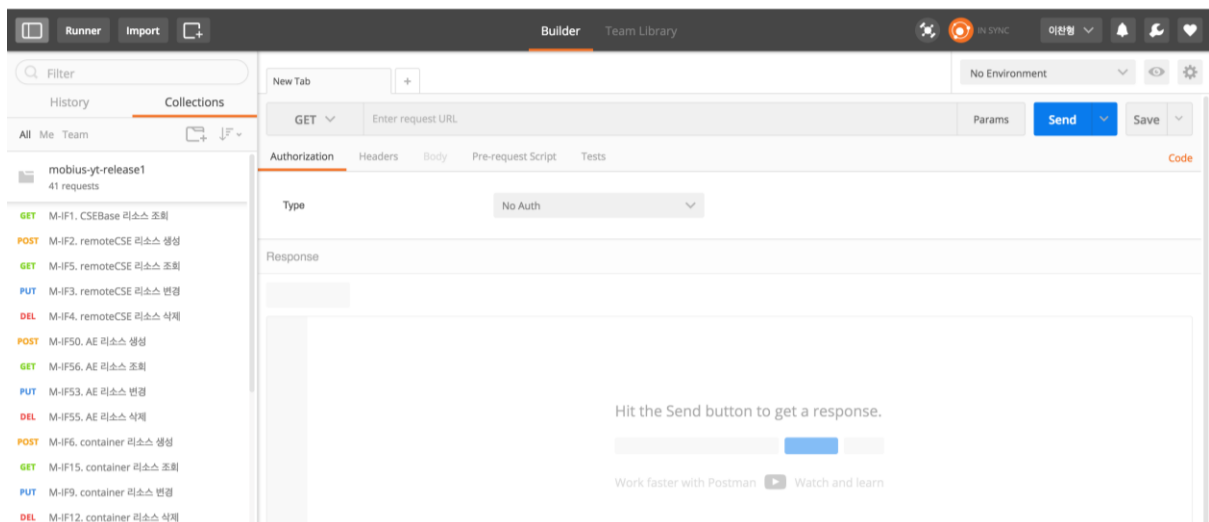 Runner Import Builder Team Library IN SYNC 이찬형
Filter
History Collections
All Me Team
mobius-yt-release1
41 requests
GET M-IF1. CSEBase 리소스 조회
POST M-IF2. remoteCSE 리소스 생성
GET M-IF5. remoteCSE 리소스 조회
PUT M-IF3. remoteCSE 리소스 변경
DEL M-IF4. remoteCSE 리소스 삭제
POST M-IF50. AE 리소스 생성
GET M-IF56. AE 리소스 조회
PUT M-IF53. AE 리소스 변경
DEL M-IF55. AE 리소스 삭제
POST M-IF6. container 리소스 생성
GET M-IF15. container 리소스 조회
PUT M-IF9. container 리소스 변경
DEL M-IF12. container 리소스 삭제
New Tab + No Environment
GET Enter request URL Params Send Save
Authorization Headers Body Pre-request Script Tests Code
Type No Auth
Response
Hit the Send button to get a response.
Work faster with Postman Watch and learn